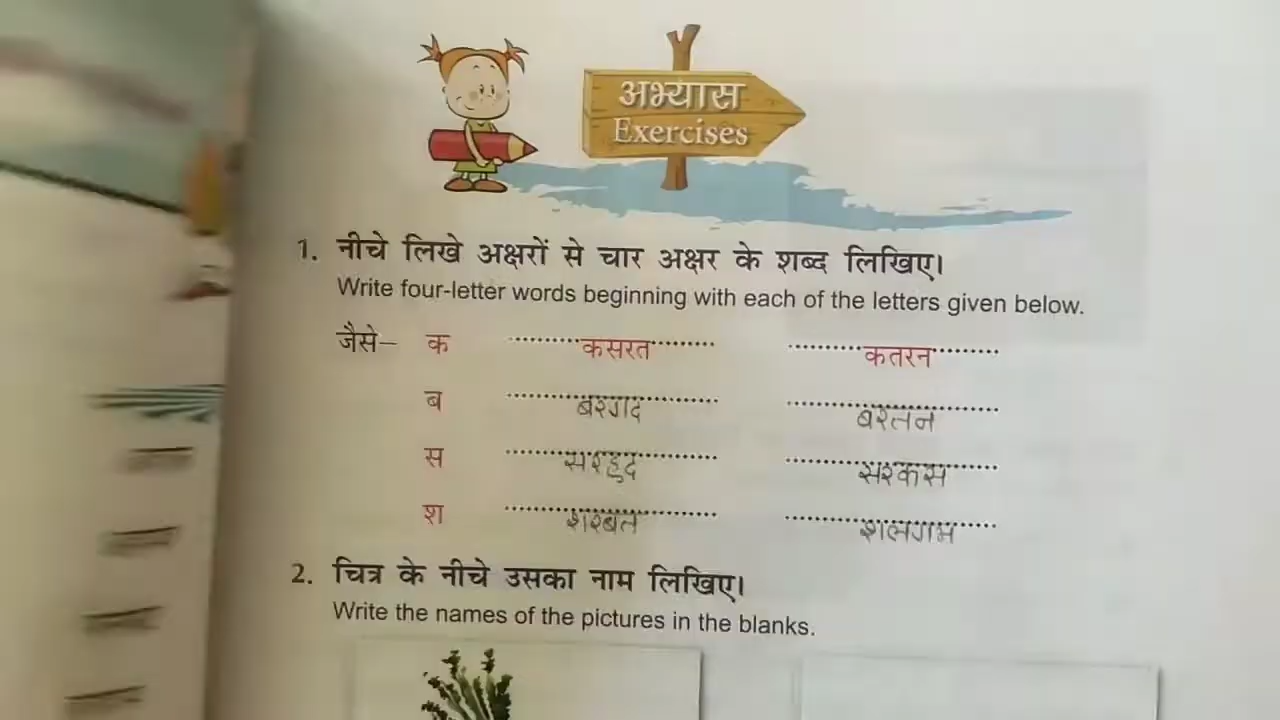 अभ्यास
Exercises
1. नीचे लिखे अक्षरों से चार अक्षर के शब्द लिखिए।
Write four-letter words beginning with each of the letters given below.
जैसे– क कसरत कतरन
ब बरगद बरतन
स सरहद सरकस
श शरबत शलगम
2. चित्र के नीचे उसका नाम लिखिए।
Write the names of the pictures in the blanks.